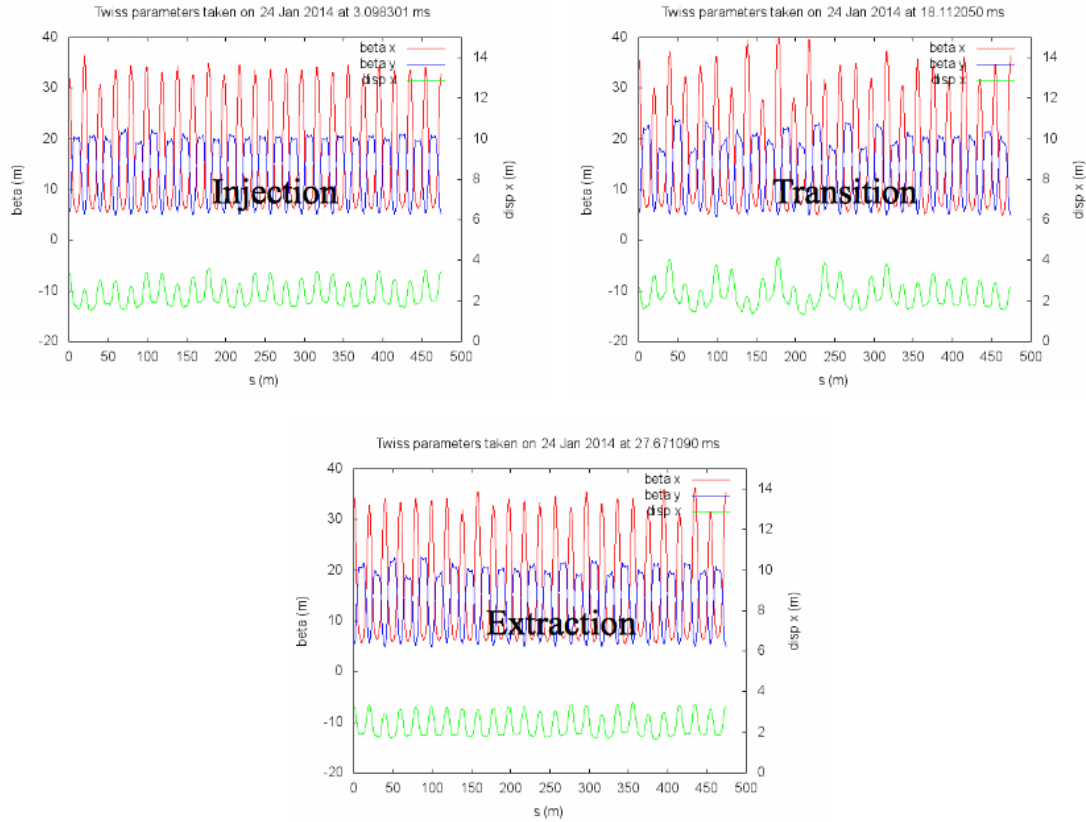 Twiss parameters taken on 24 Jan 2014 at 3.098301 ms
40
30
20
10
0
-10
-20
beta (m)
beta x
beta y
disp x
14
12
10
8
6
4
2
0
disp x (m)
Injection
0 50 100 150 200 250 300 350 400 450 500
s (m)
Twiss parameters taken on 24 Jan 2014 at 18.112050 ms
40
30
20
10
0
-10
-20
beta (m)
beta x
beta y
disp x
14
12
10
8
6
4
2
0
disp x (m)
Transition
0 50 100 150 200 250 300 350 400 450 500
s (m)
Twiss parameters taken on 24 Jan 2014 at 27.671090 ms
40
30
20
10
0
-10
-20
beta (m)
beta x
beta y
disp x
14
12
10
8
6
4
2
0
disp x (m)
Extraction
0 50 100 150 200 250 300 350 400 450 500
s (m)